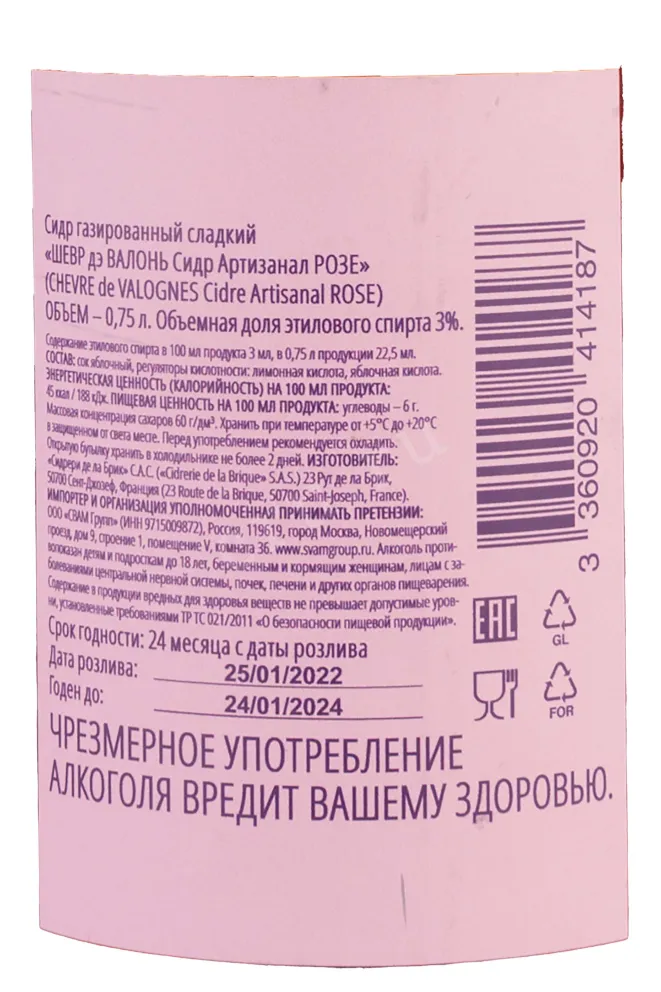 Сидр газированный сладкий
«ШЕВР дэ ВАЛОНЬ Сидр Артизанал РОЗЕ»
(CHEVRE de VALOGNES Cidre Artisanal ROSE)
ОБЪЕМ – 0,75 л. Объемная доля этилового спирта 3%.
Содержание этилового спирта в 100 мл продукта 3 мл, в 0,75 л продукции 22,5 мл.
СОСТАВ: сок яблочный, регуляторы кислотности: лимонная кислота, яблочная кислота.
ЭНЕРГЕТИЧЕСКАЯ ЦЕННОСТЬ (КАЛОРИЙНОСТЬ) НА 100 МЛ ПРОДУКТА:
45 ккал / 188 кДж. ПИЩЕВАЯ ЦЕННОСТЬ НА 100 МЛ ПРОДУКТА: углеводы – 6 г.
Массовая концентрация сахаров 60 г/дм³. Хранить при температуре от +5°С до +20°С
в защищенном от света месте. Перед употреблением рекомендуется охладить.
Открытую бутылку хранить в холодильнике не более 2 дней. ИЗГОТОВИТЕЛЬ:
«Сидрери де ла Брик» С.А.С. («Cidrerie de la Brique» S.A.S.) 23 Рут де ла Брик,
50700 Сент-Джозеф, Франция (23 Route de la Brique, 50700 Saint-Joseph, France).
ИМПОРТЕР И ОРГАНИЗАЦИЯ УПОЛНОМОЧЕННАЯ ПРИНИМАТЬ ПРЕТЕНЗИИ:
ООО «СВАМ Групп» (ИНН 9715009872), Россия, 119619, город Москва, Новомещерский
проезд, дом 9, строение 1, помещение V, комната 36. www.svamgroup.ru. Алкоголь проти-
вопоказан детям и подросткам до 18 лет, беременным и кормящим женщинам, лицам с за-
болеваниями центральной нервной системы, почек, печени и других органов пищеварения.
Содержание в продукции вредных для здоровья веществ не превышает допустимые уров-
ни, установленные требованиями ТР ТС 021/2011 «О безопасности пищевой продукции».
Срок годности: 24 месяца с даты розлива
Дата розлива: 25/01/2022
Годен до: 24/01/2024
ЧРЕЗМЕРНОЕ УПОТРЕБЛЕНИЕ
АЛКОГОЛЯ ВРЕДИТ ВАШЕМУ ЗДОРОВЬЮ.
3 360920 414187
EAC
GL
FOR